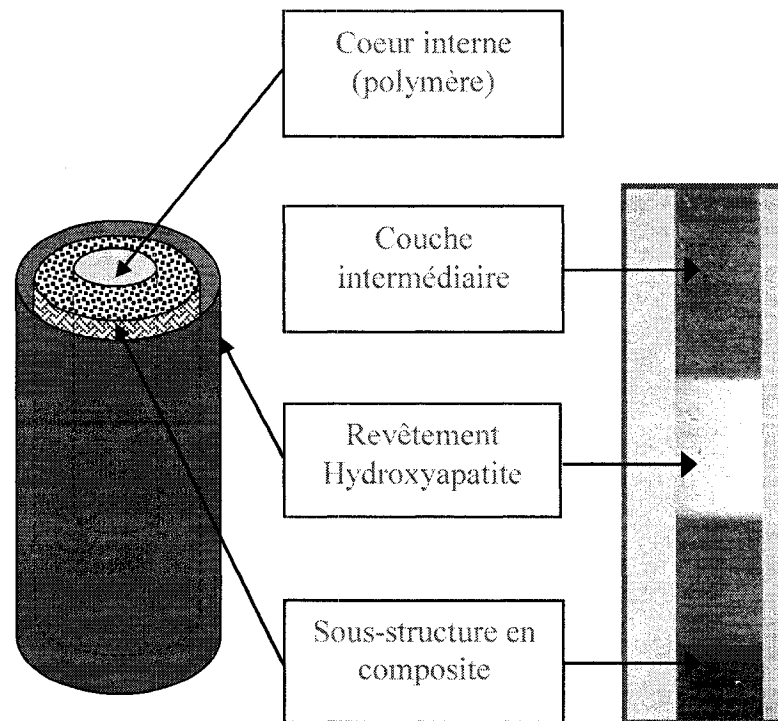 Coeur interne
(polymère)
Couche
intermédiaire
Revêtement
Hydroxyapatite
Sous-structure en
composite